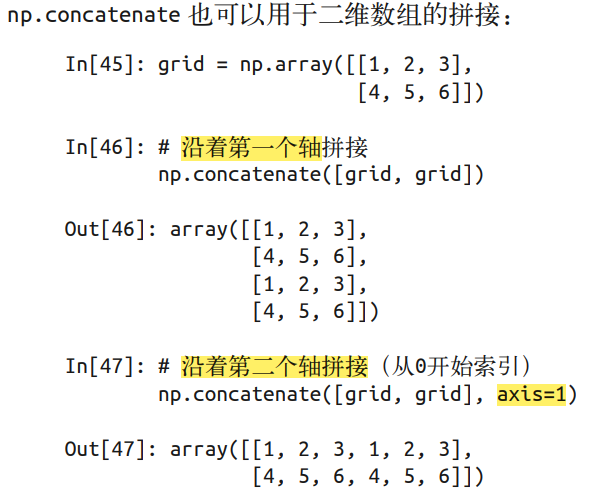 np.concatenate 也可以用于二维数组的拼接：
In[45]: grid = np.array([[1, 2, 3],
[4, 5, 6]])
In[46]: # 沿着第一个轴拼接
np.concatenate([grid, grid])
Out[46]: array([[1, 2, 3],
[4, 5, 6],
[1, 2, 3],
[4, 5, 6]])
In[47]: # 沿着第二个轴拼接（从0开始索引）
np.concatenate([grid, grid], axis=1)
Out[47]: array([[1, 2, 3, 1, 2, 3],
[4, 5, 6, 4, 5, 6]])